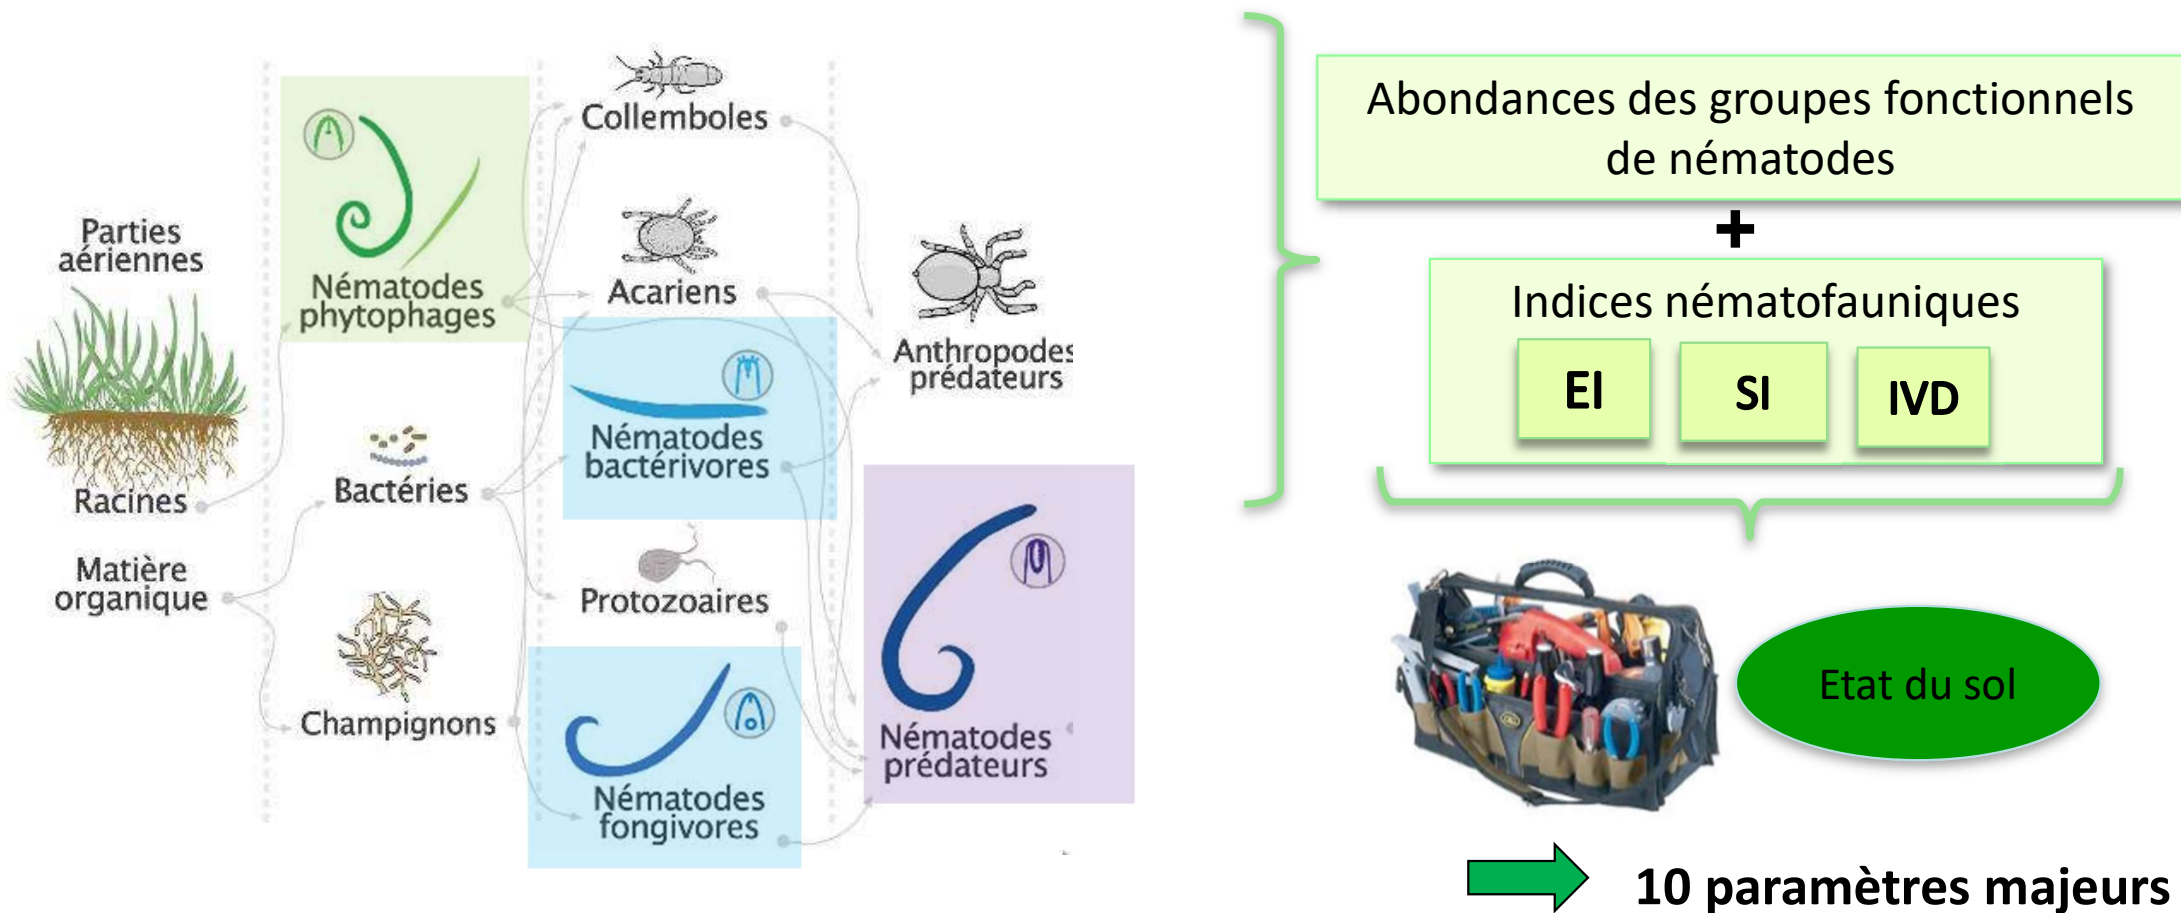 Parties
aériennes
Racines
Matière
organique
Nématodes
phytophages
Bactéries
Champignons
Collemboles
Acariens
Nématodes
bactérivores
Protozoaires
Nématodes
fongivores
Anthropodes
prédateurs
Nématodes
prédateurs
Abondances des groupes fonctionnels
de nématodes
+
Indices nématofauniques
EI SI IVD
Etat du sol
10 paramètres majeurs